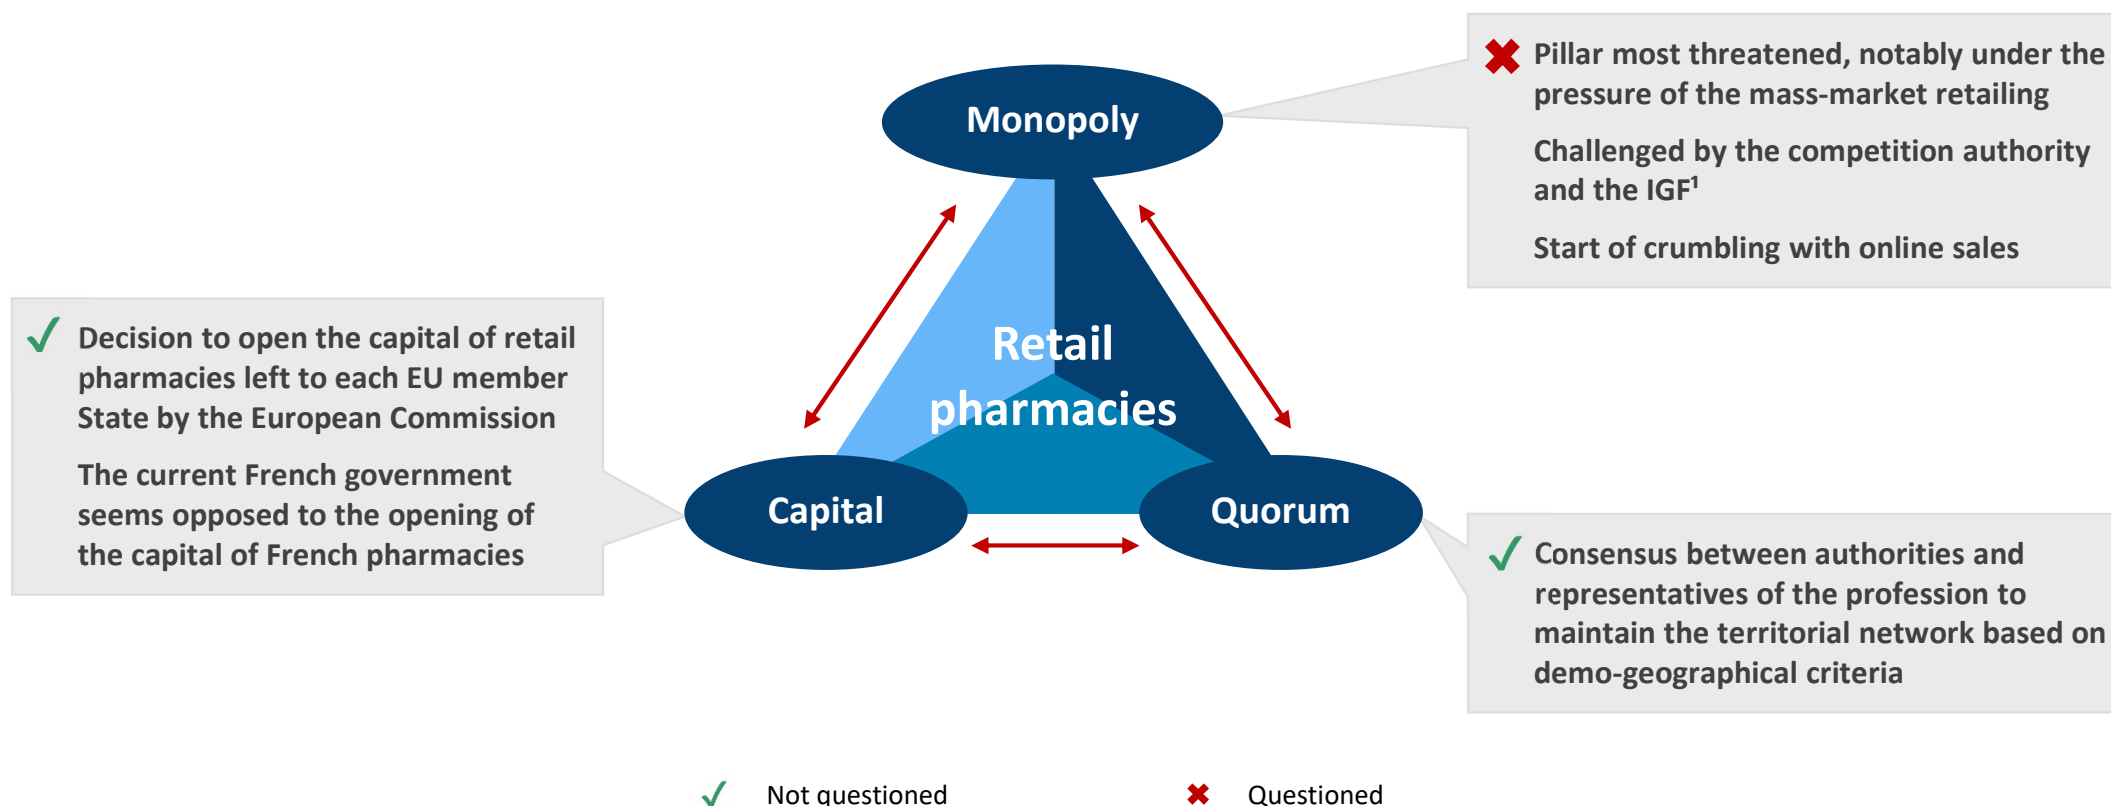 Monopoly
✖ Pillar most threatened, notably under the
pressure of the mass-market retailing
Challenged by the competition authority
and the IGF¹
Start of crumbling with online sales
✓ Decision to open the capital of retail
pharmacies left to each EU member
State by the European Commission
The current French government
seems opposed to the opening of
the capital of French pharmacies
Retail
pharmacies
Capital
Quorum
✓ Consensus between authorities and
representatives of the profession to
maintain the territorial network based on
demo-geographical criteria
✓ Not questioned
✖ Questioned